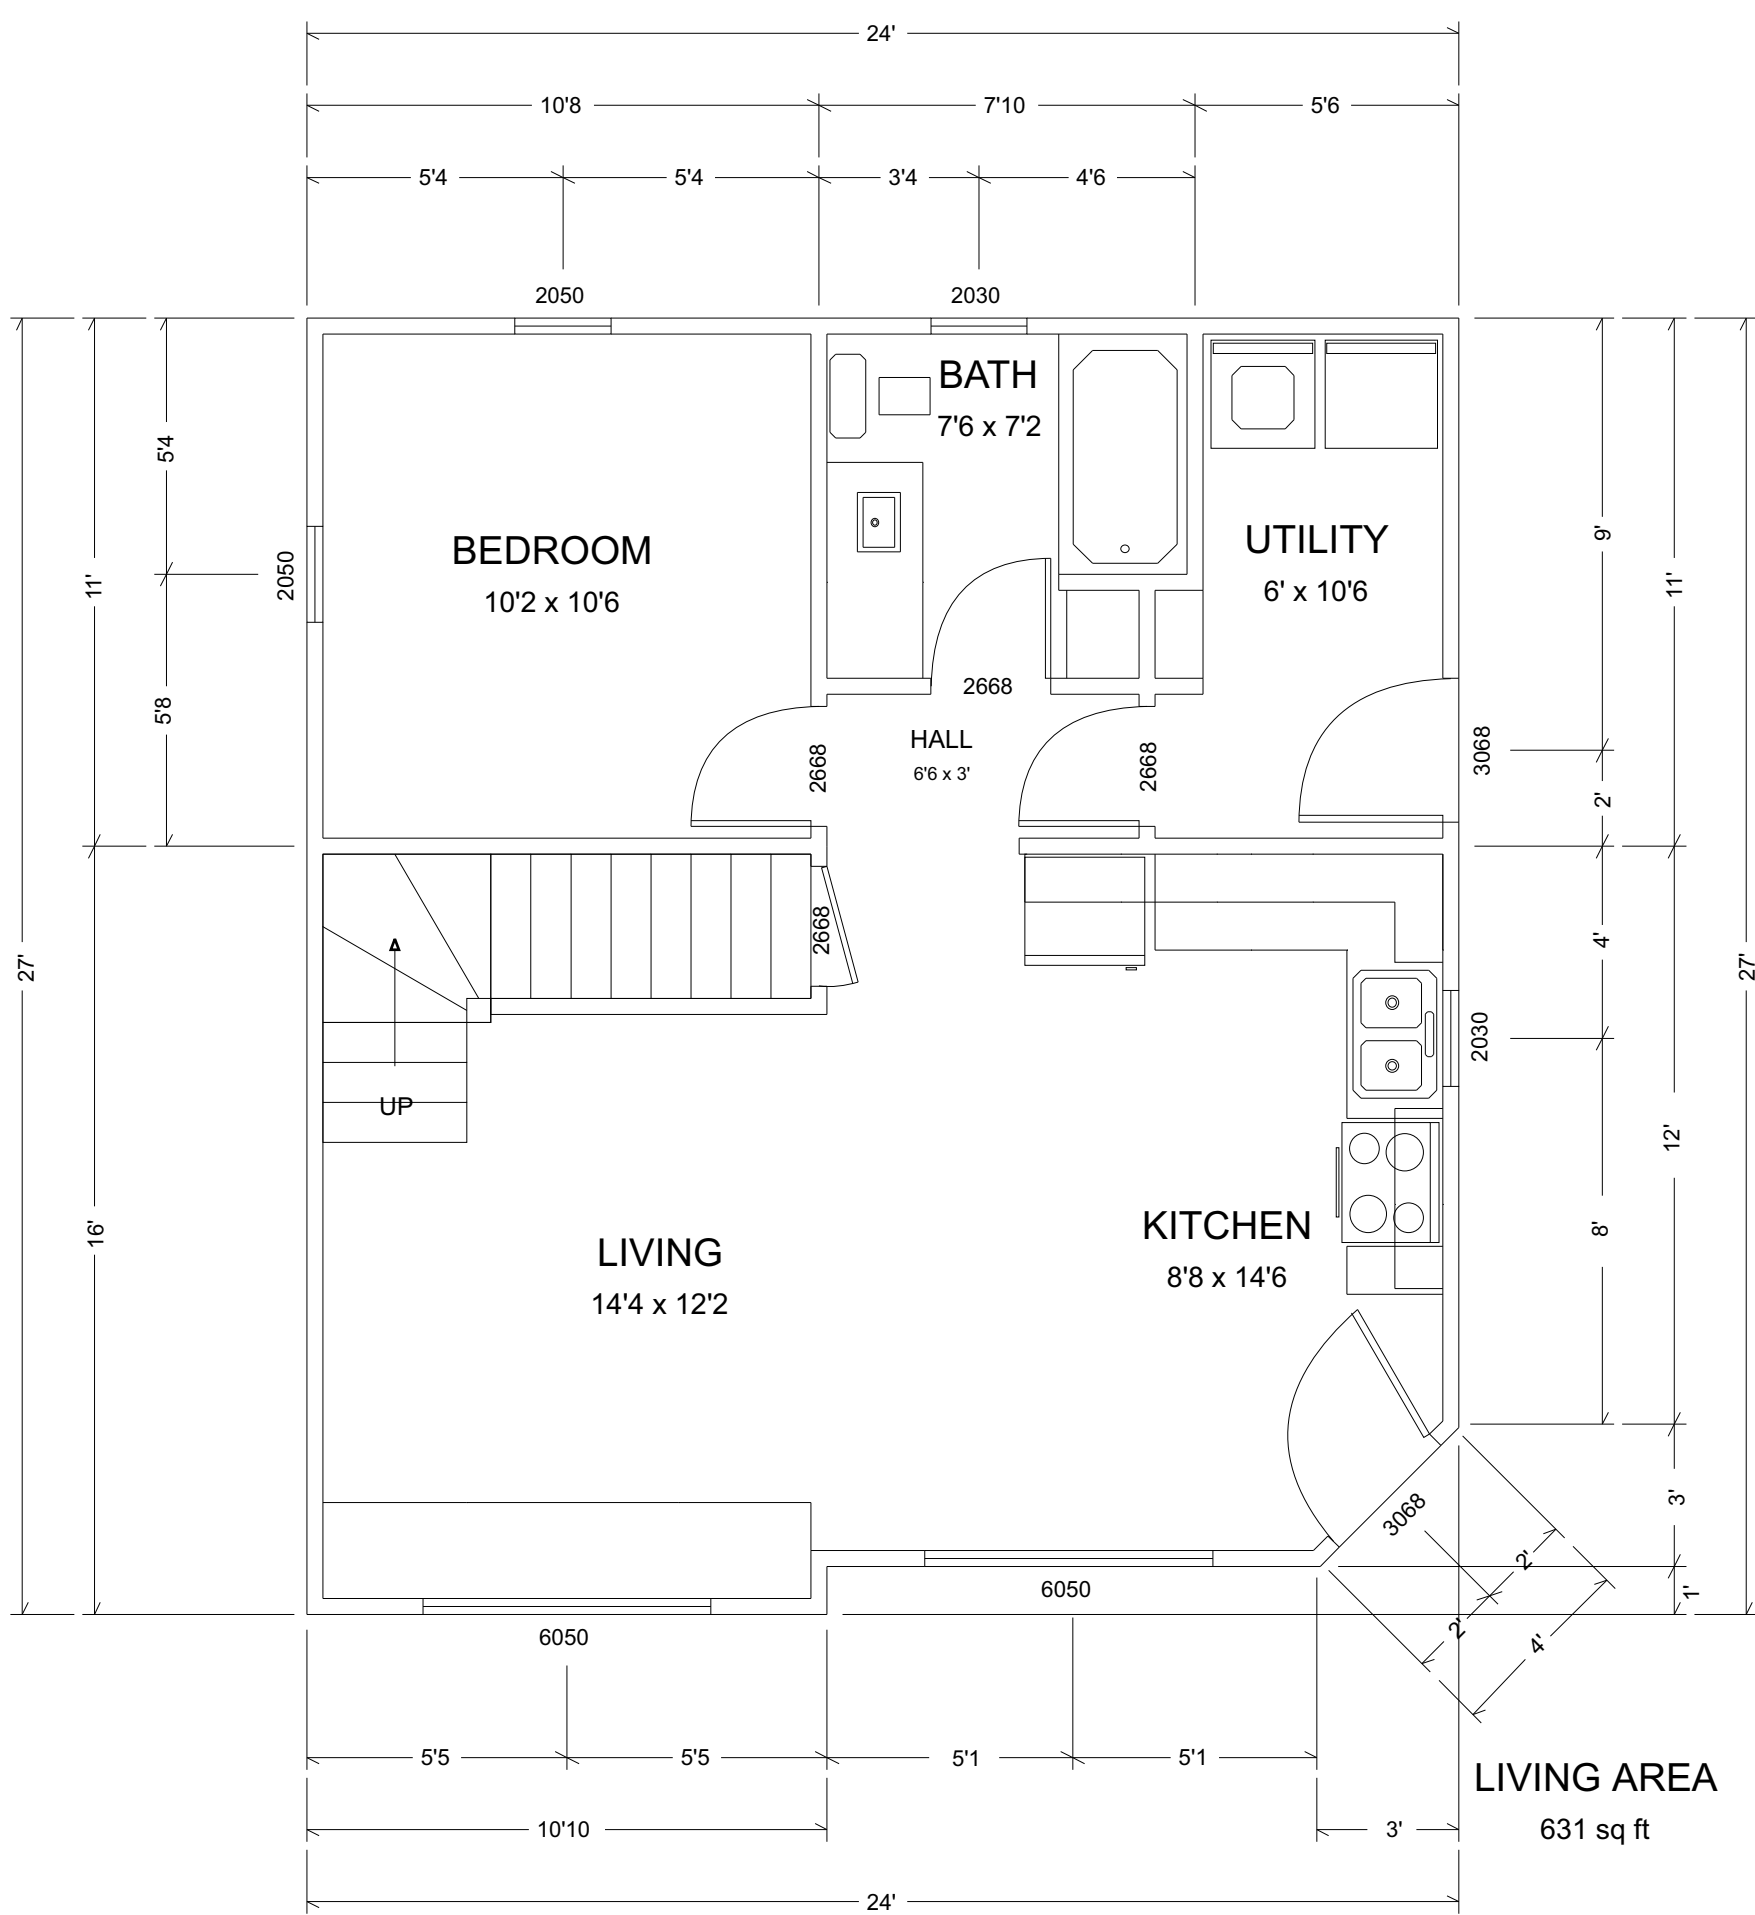 24'
10'8
7'10
5'6
5'4
5'4
3'4
4'6
2050
2030
BATH
7'6 x 7'2
5'4
9'
BEDROOM
10'2 x 10'6
UTILITY
6' x 10'6
2050
11'
11'
5'8
2668
HALL
6'6 x 3'
2668
2668
3068
2'
2668
4'
27'
27'
2030
UP
12'
16'
8'
LIVING
14'4 x 12'2
KITCHEN
8'8 x 14'6
3068
3'
2'
1'
6050
6050
2'
4'
5'5
5'5
5'1
5'1
LIVING AREA
631 sq ft
10'10
3'
24'